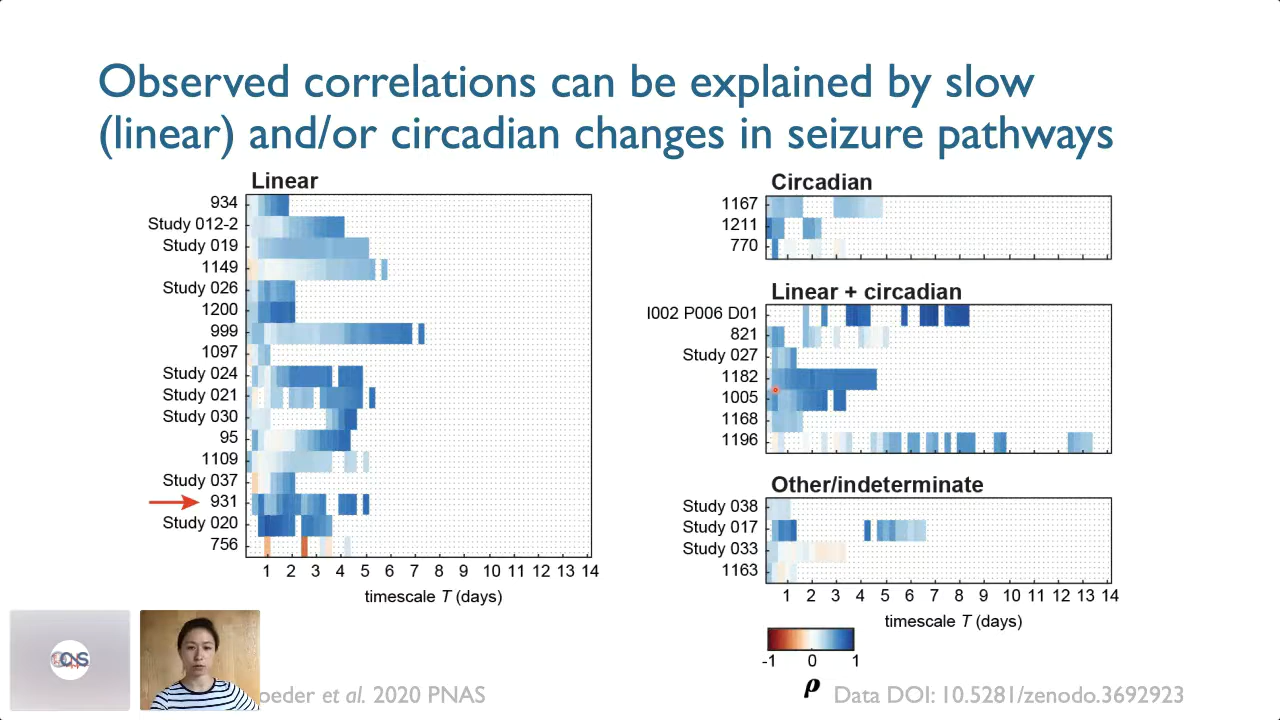 Observed correlations can be explained by slow
(linear) and/or circadian changes in seizure pathways
Linear
934
Study 012-2
Study 019
1149
Study 026
1200
999
1097
Study 024
Study 021
Study 030
95
1109
Study 037
931
Study 020
756
1 2 3 4 5 6 7 8 9 10 11 12 13 14
timescale T (days)
Circadian
1167
1211
770
Linear + circadian
I002 P006 D01
821
Study 027
1182
1005
1168
1196
Other/indeterminate
Study 038
Study 017
Study 033
1163
1 2 3 4 5 6 7 8 9 10 11 12 13 14
timescale T (days)
-1 0 1
ρ
oeder et al. 2020 PNAS
Data DOI: 10.5281/zenodo.3692923